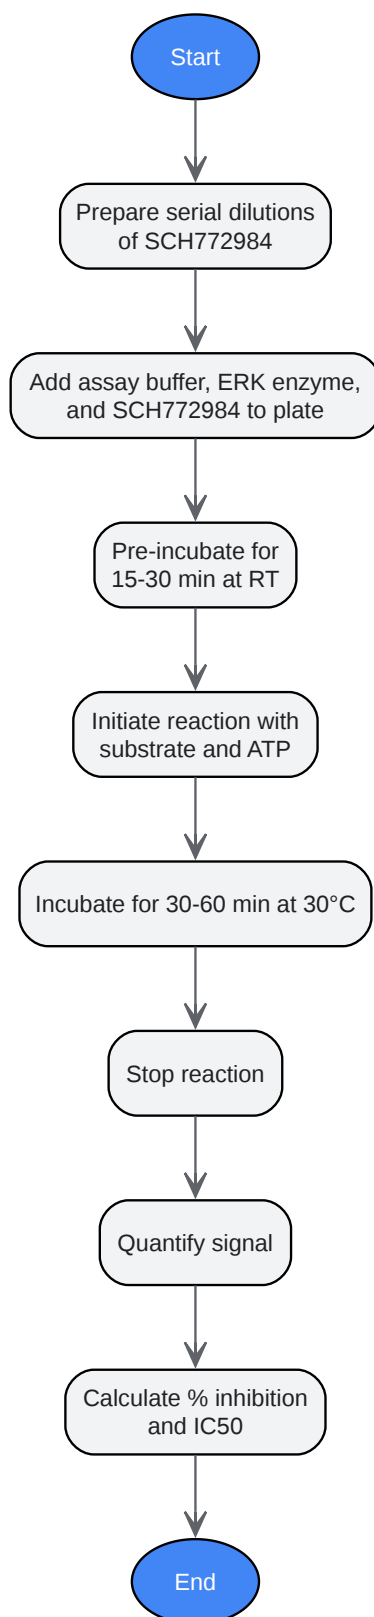 Start
Prepare serial dilutions
of SCH772984
Add assay buffer, ERK enzyme,
and SCH772984 to plate
Pre-incubate for
15-30 min at RT
Initiate reaction with
substrate and ATP
Incubate for 30-60 min at 30°C
Stop reaction
Quantify signal
Calculate % inhibition
and IC50
End